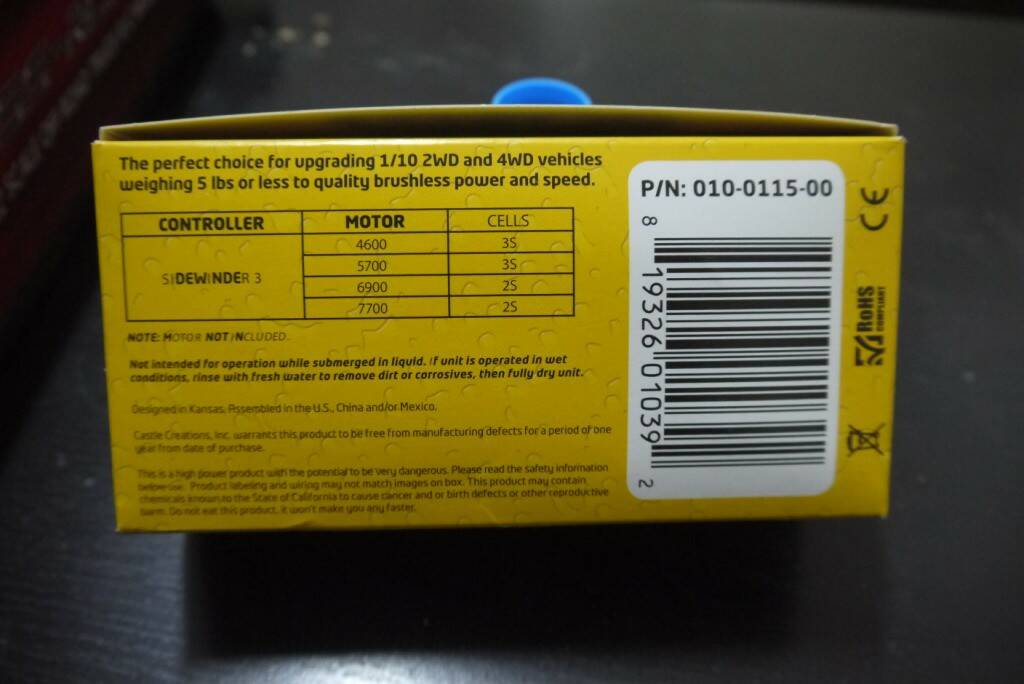 The perfect choice for upgrading 1/10 2WD and 4WD vehicles
weighing 5 lbs or less to quality brushless power and speed.
CONTROLLER MOTOR CELLS
SIDEWINDER 3
4600 3S
5700 3S
6900 2S
7700 2S
NOTE: MOTOR NOT INCLUDED.
Not intended for operation while submerged in liquid. If unit is operated in wet
conditions, rinse with fresh water to remove dirt or corrosives, then fully dry unit.
Designed in Kansas. Assembled in the U.S., China and/or Mexico.
Castle Creations, Inc. warrants this product to be free from manufacturing defects for a period of one
year from date of purchase.
This is a high power product with the potential to be very dangerous. Please read the safety information
before use. Product labeling and wiring may not match images on box. This product may contain
chemicals known to the State of California to cause cancer and or birth defects or other reproductive
harm. Do not eat this product, it won't make you any faster.
P/N: 010-0115-00
8 19326 01039 2
CE
RoHS
COMPLIANT